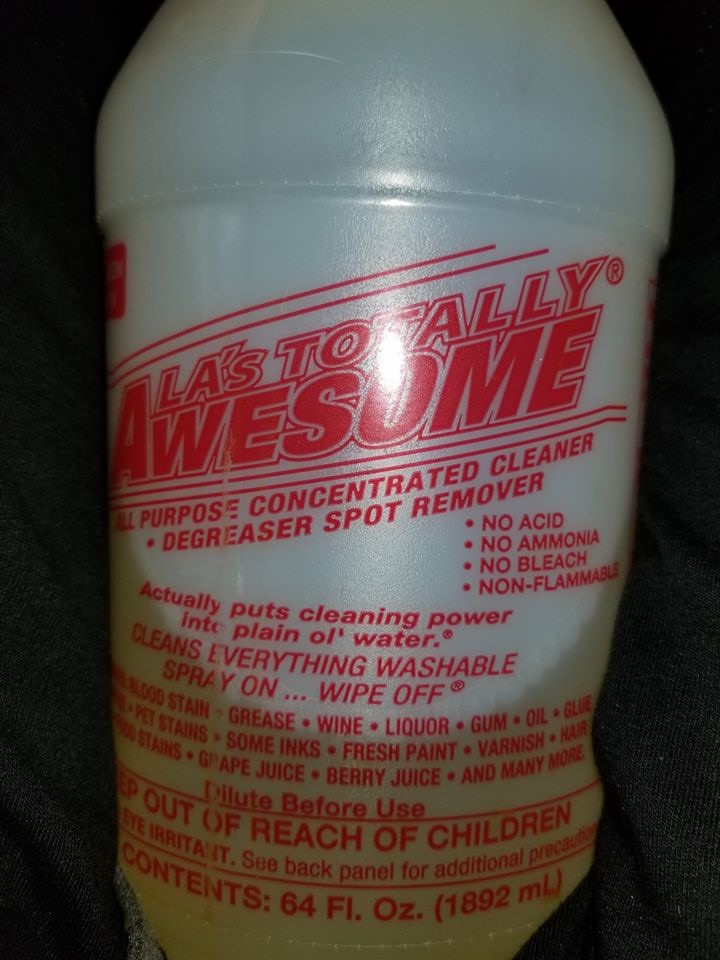 LA'S TOTALLY®
AWESOME
ALL PURPOSE CONCENTRATED CLEANER
• DEGREASER SPOT REMOVER
• NO ACID
• NO AMMONIA
• NO BLEACH
• NON-FLAMMABLE
Actually puts cleaning power
into plain ol' water.®
CLEANS EVERYTHING WASHABLE
SPRAY ON ... WIPE OFF®
BLOOD STAIN • GREASE • WINE • LIQUOR • GUM • OIL • GLUE
• PET STAINS • SOME INKS • FRESH PAINT • VARNISH • HAIR
STAINS • GRAPE JUICE • BERRY JUICE • AND MANY MORE.
Dilute Before Use
KEEP OUT OF REACH OF CHILDREN
EYE IRRITANT. See back panel for additional precautions
CONTENTS: 64 Fl. Oz. (1892 mL)